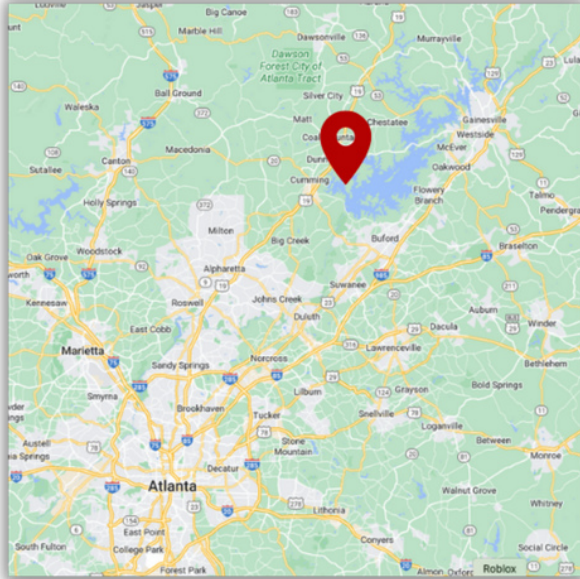 Big Canoe
Jasper
Marble Hill
Dawsonville
Murrayville
Dawson
Forest City of
Atlanta Tract
Ball Ground
Silver City
Waleska
Matt
Chestatee
Gainesville
Westside
Macedonia
McEver
Canton
Oakwood
Sutallee
Cumming
Flowery
Branch
Talmo
Holly Springs
Milton
Big Creek
Buford
Braselton
Oak Grove
Woodstock
Alpharetta
Suwanee
Kennesaw
Roswell
Johns Creek
Auburn
East Cobb
Duluth
Dacula
Winder
Marietta
Norcross
Lawrenceville
Sandy Springs
Bethlehem
Smyrna
Lilburn
Grayson
Bold Springs
Brookhaven
Tucker
Snellville
Loganville
Austell
Stone
Mountain
Between
Decatur
Monroe
Atlanta
Walnut Grove
Lithonia
Whitney
East Point
Conyers
South Fulton
College Park
Social Circle
Forest Park
Almon
Roblox